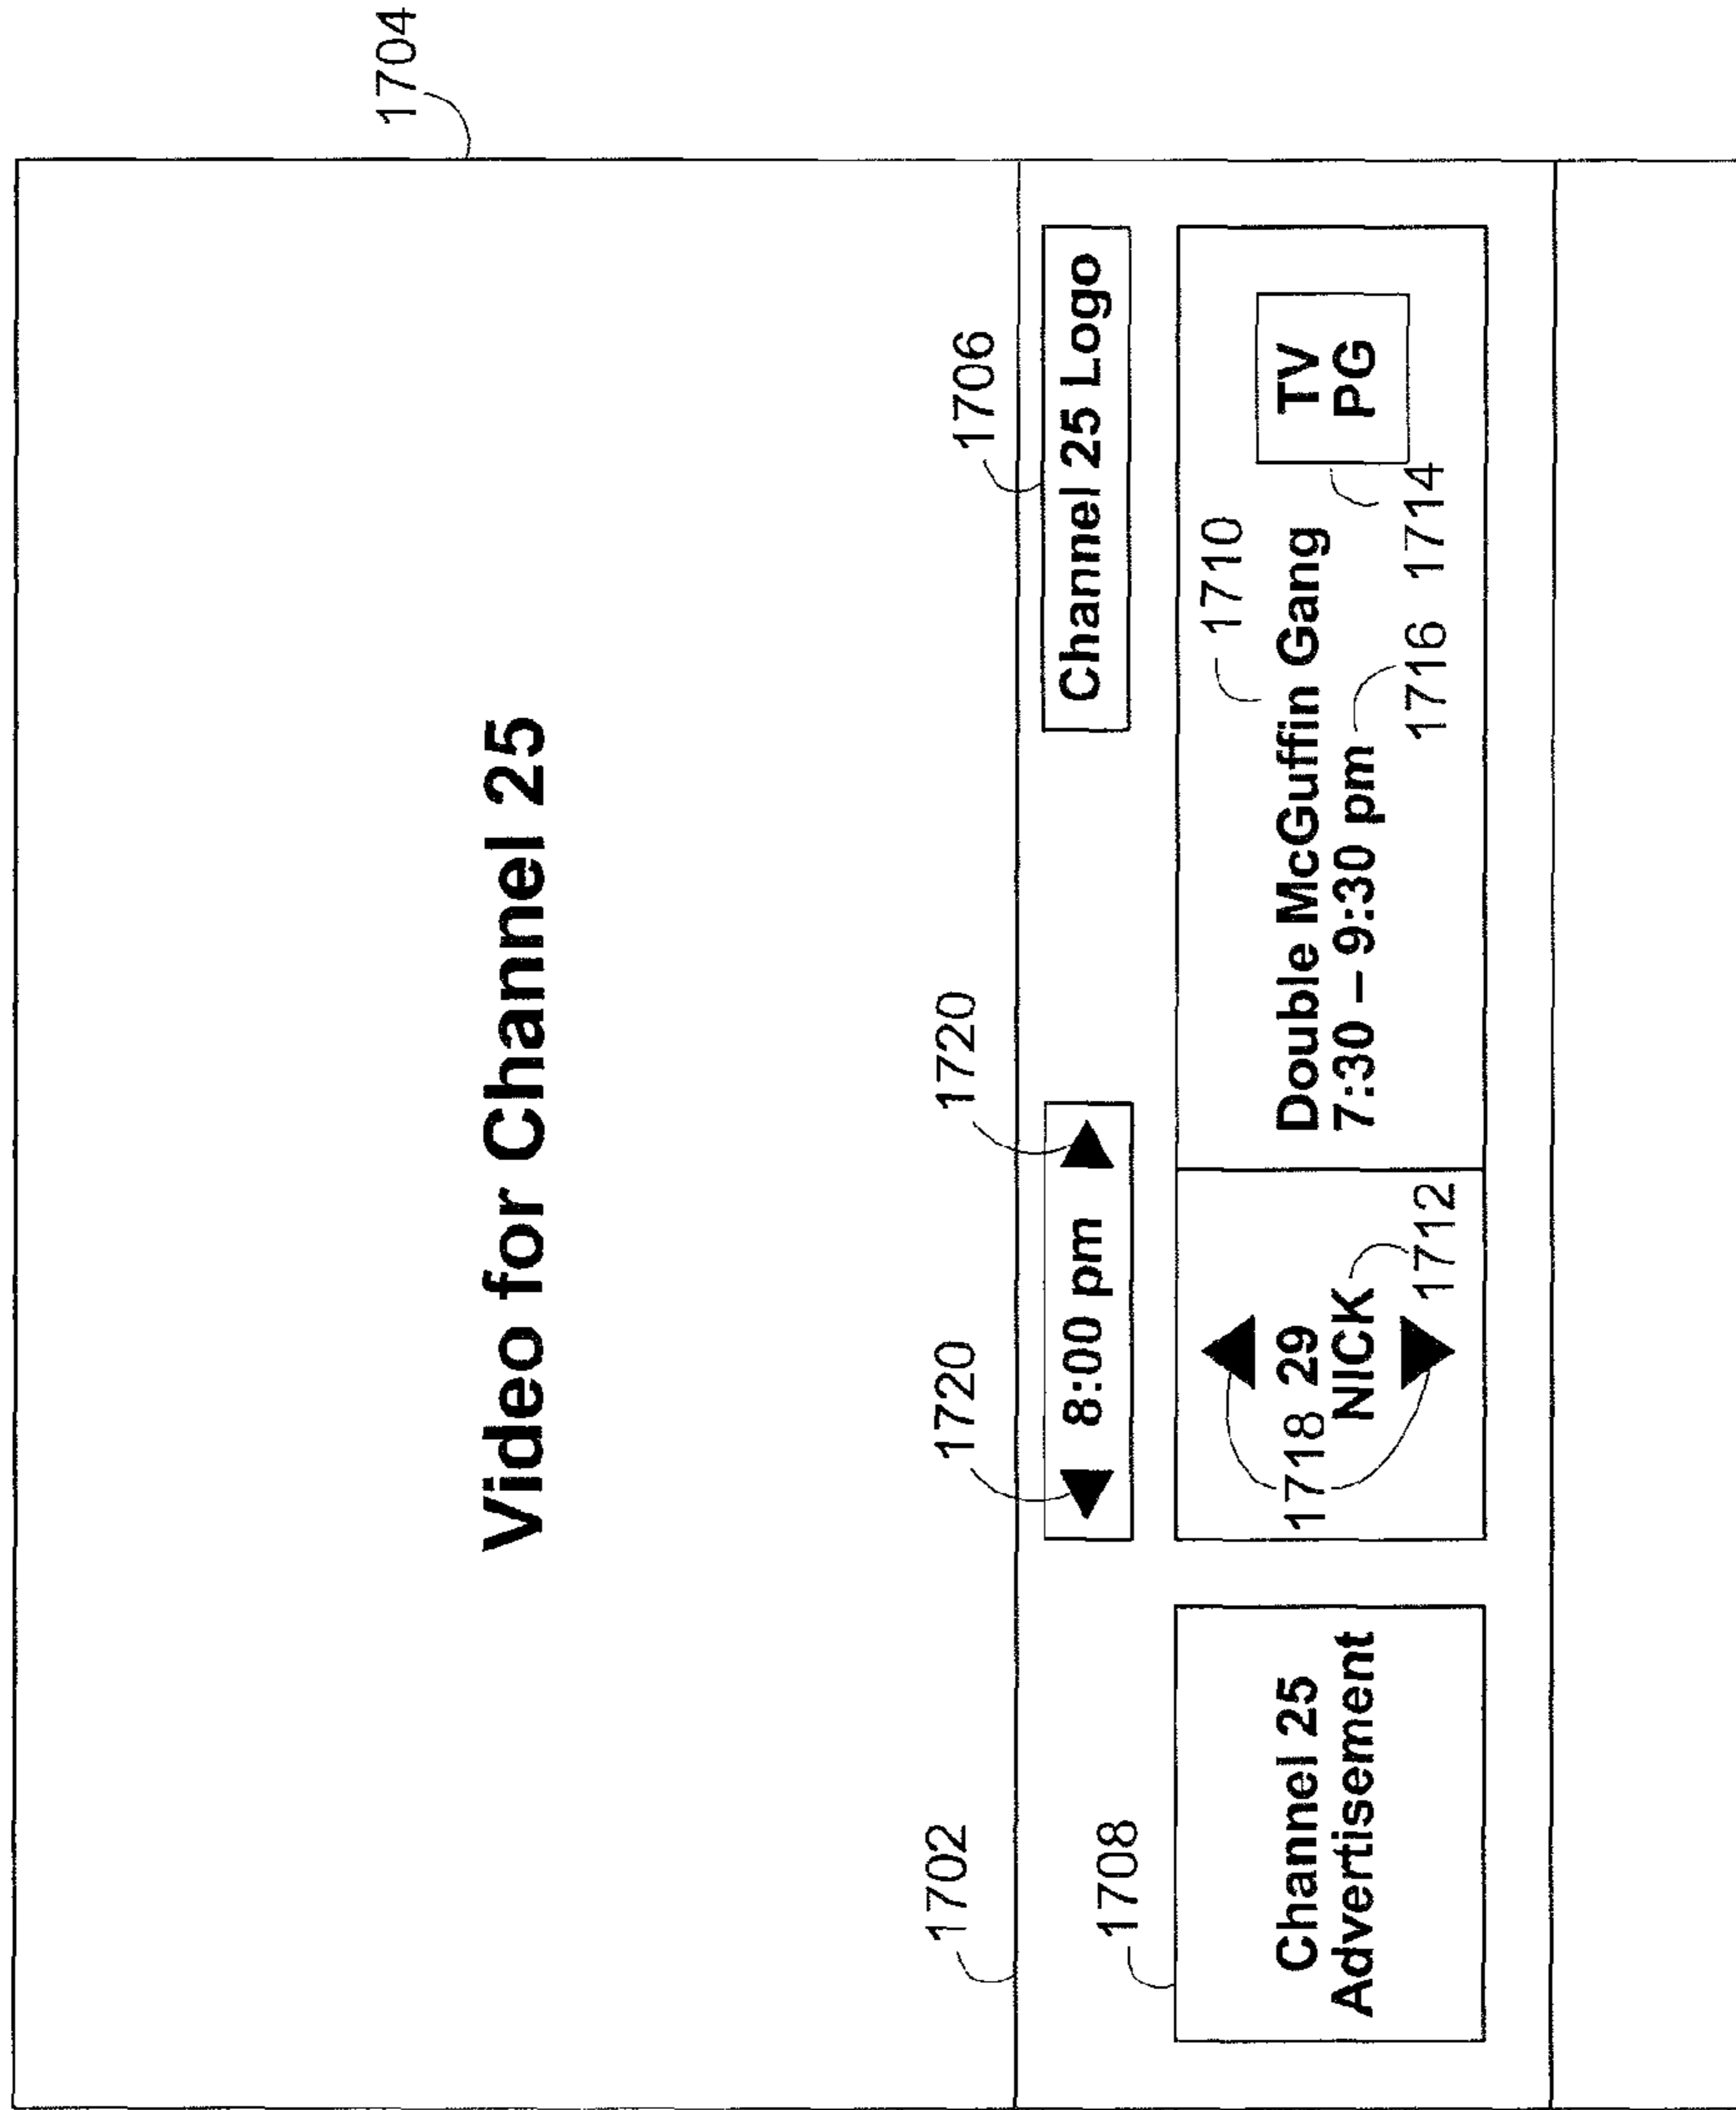 1704
Video for Channel 25
1702
1720
1720
1706
8:00 pm
Channel 25 Logo
1708
Channel 25
Advertisement
1718
29
NICK
1712
1710
Double McGuffin Gang
7:30 – 9:30 pm
1716
1714
TV
PG